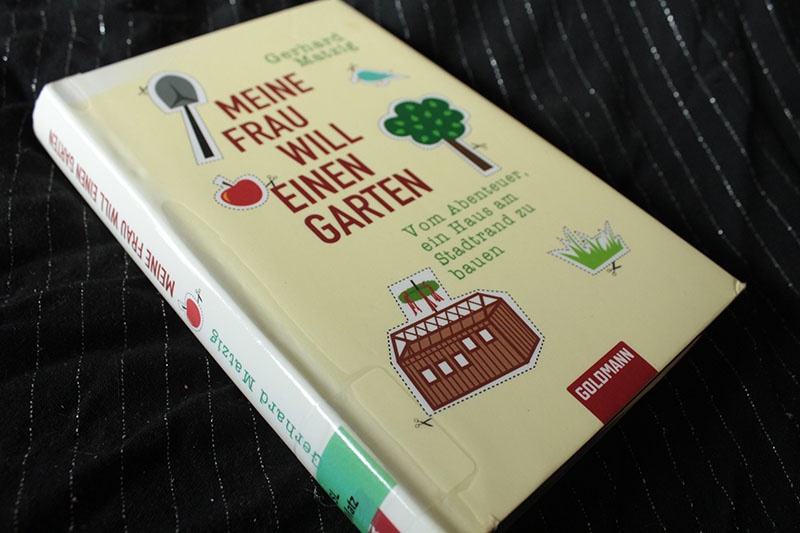 Gerhard
Matzig
MEINE
FRAU
WILL
EINEN
GARTEN
Vom Abenteuer,
ein Haus am
Stadtrand zu
bauen
GOLDMANN
MEINE FRAU WILL EINEN GARTEN
Gerhard Matzig